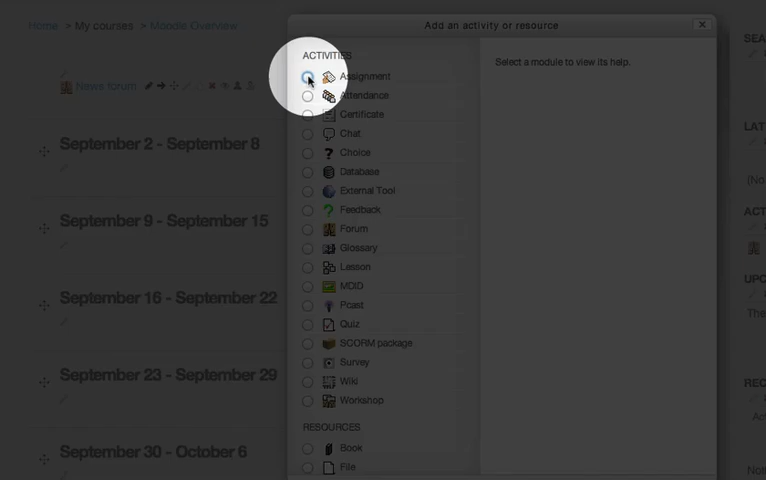 Home > My courses > Moodle Overview
Add an activity or resource
ACTIVITIES
Select a module to view its help.
Assignment
Attendance
Certificate
Chat
Choice
Database
External Tool
Feedback
Forum
Glossary
Lesson
MDID
Pcast
Quiz
SCORM package
Survey
Wiki
Workshop
RESOURCES
Book
File
News forum
September 2 - September 8
September 9 - September 15
September 16 - September 22
September 23 - September 29
September 30 - October 6
SEA
LAT
(No
ACT
UPC
The
REC